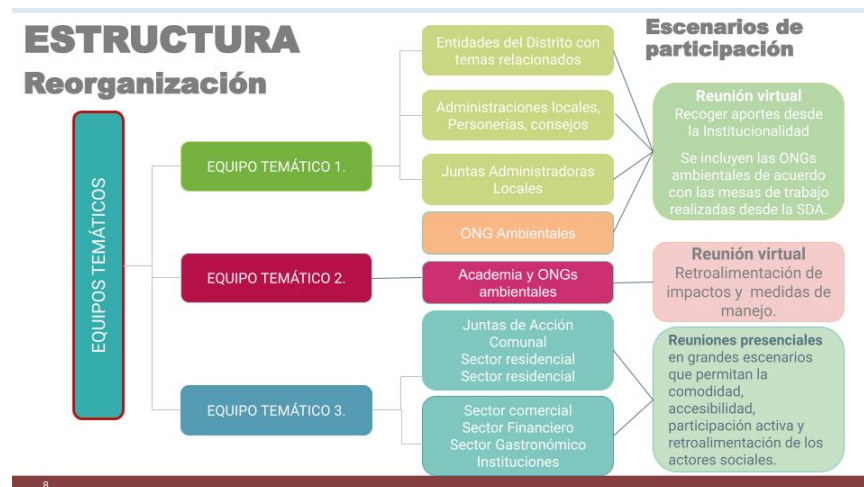 ESTRUCTURA
Reorganización
Escenarios de
participación
EQUIPOS TEMÁTICOS
EQUIPO TEMÁTICO 1.
Entidades del Distrito con
temas relacionados
Administraciones locales,
Personerías, consejos
Juntas Administradoras
Locales
ONG Ambientales
Reunión virtual
Recoger aportes desde
la Institucionalidad
Se incluyen las ONGs
ambientales de acuerdo
con las mesas de trabajo
realizadas desde la SDA.
EQUIPO TEMÁTICO 2.
Academia y ONGs
ambientales
Reunión virtual
Retroalimentación de
impactos y medidas de
manejo.
EQUIPO TEMÁTICO 3.
Juntas de Acción
Comunal
Sector residencial
Sector residencial
Sector comercial
Sector Financiero
Sector Gastronómico
Instituciones
Reuniones presenciales
en grandes escenarios
que permitan la
comodidad,
accesibilidad,
participación activa y
retroalimentación de los
actores sociales.
8